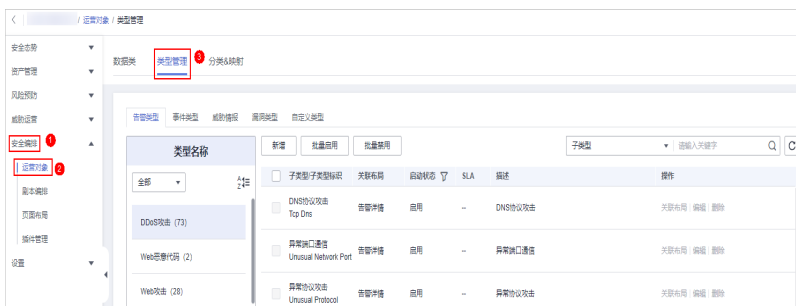 / 运营对象 / 类型管理
安全态势
资产管理
风险预防
威胁运营
安全编排 1
运营对象 2
剧本编排
页面布局
插件管理
设置
数据类 类型管理 3 分类&映射
告警类型 事件类型 威胁情报 漏洞类型 自定义类型
类型名称
全部
DDoS攻击 (73)
Web恶意代码 (2)
Web攻击 (28)
新增 批量启用 批量禁用 子类型 请输入关键字
子类型/子类型标识 关联布局 启动状态 SLA 描述 操作
DNS协议攻击
Tcp Dns 告警详情 启用 -- DNS协议攻击 关联布局 编辑 删除
异常端口通信
Unusual Network Port 告警详情 启用 -- 异常端口通信 关联布局 编辑 删除
异常协议攻击
Unusual Protocol 告警详情 启用 -- 异常协议攻击 关联布局 编辑 删除